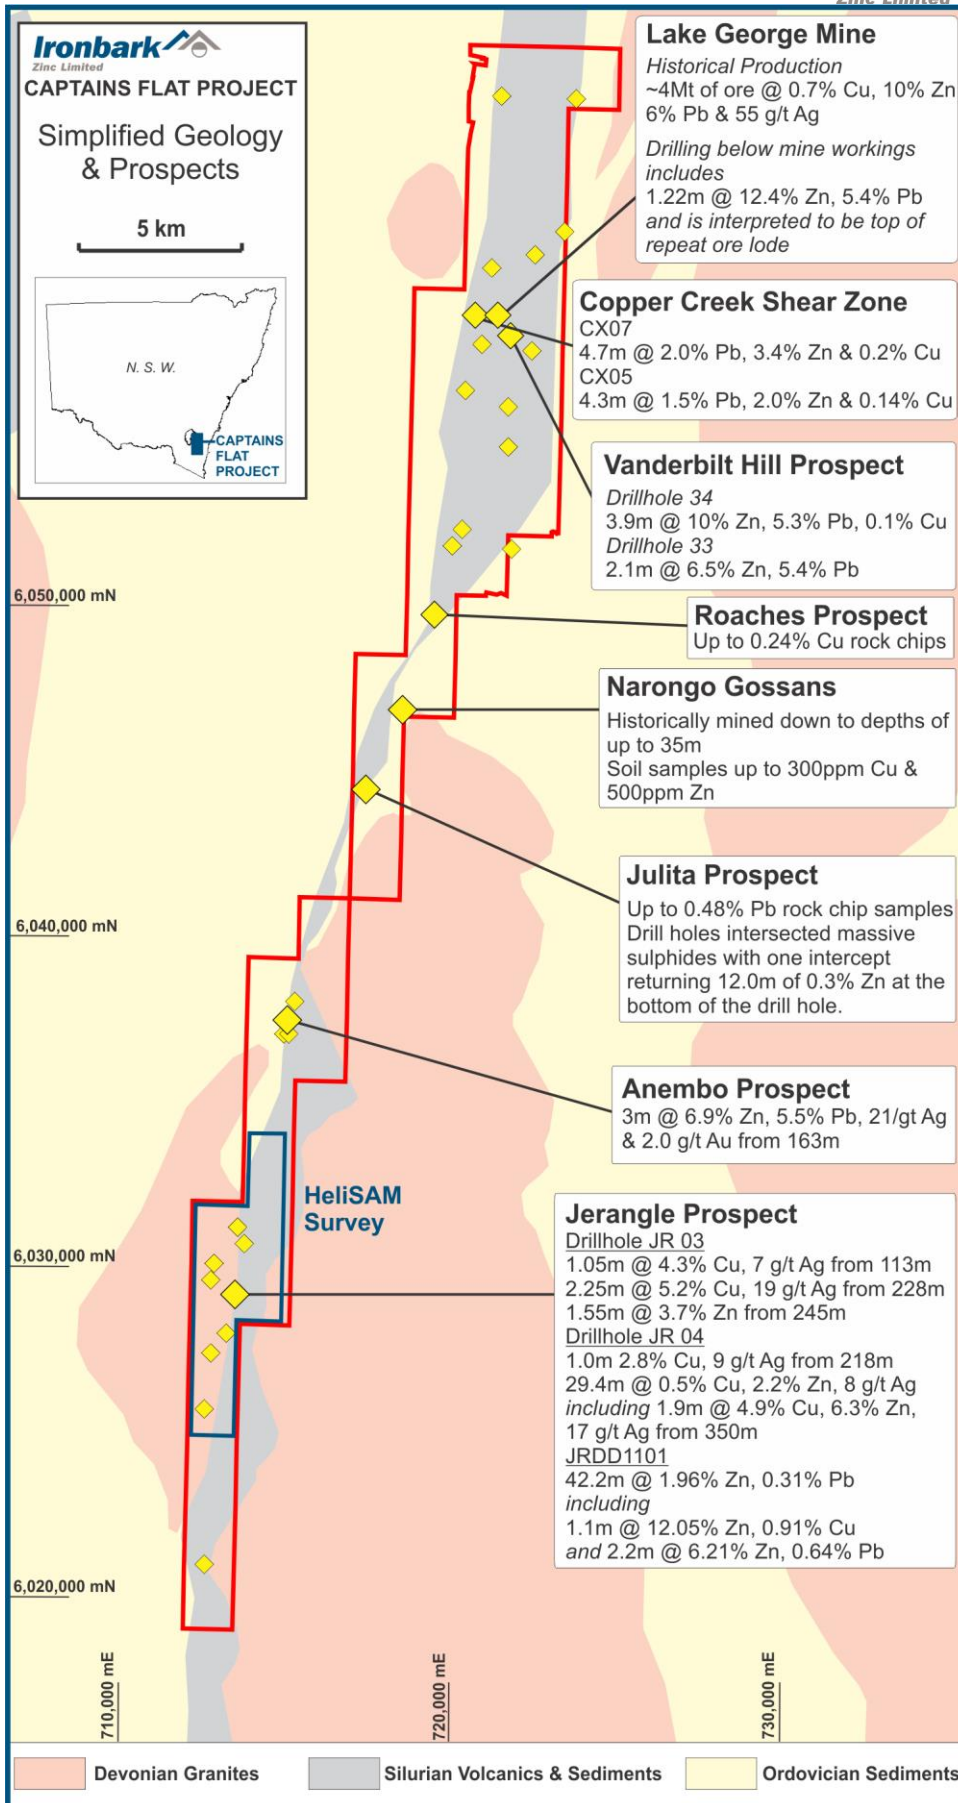 Zinc Limited
Ironbark
Zinc Limited
CAPTAINS FLAT PROJECT
Simplified Geology
& Prospects
5 km
N. S. W.
CAPTAINS
FLAT
PROJECT
Lake George Mine
Historical Production
~4Mt of ore @ 0.7% Cu, 10% Zn
6% Pb & 55 g/t Ag
Drilling below mine workings
includes
1.22m @ 12.4% Zn, 5.4% Pb
and is interpreted to be top of
repeat ore lode
Copper Creek Shear Zone
CX07
4.7m @ 2.0% Pb, 3.4% Zn & 0.2% Cu
CX05
4.3m @ 1.5% Pb, 2.0% Zn & 0.14% Cu
Vanderbilt Hill Prospect
Drillhole 34
3.9m @ 10% Zn, 5.3% Pb, 0.1% Cu
Drillhole 33
2.1m @ 6.5% Zn, 5.4% Pb
6,050,000 mN
Roaches Prospect
Up to 0.24% Cu rock chips
Narongo Gossans
Historically mined down to depths of
up to 35m
Soil samples up to 300ppm Cu &
500ppm Zn
Julita Prospect
Up to 0.48% Pb rock chip samples
Drill holes intersected massive
sulphides with one intercept
returning 12.0m of 0.3% Zn at the
bottom of the drill hole.
6,040,000 mN
Anembo Prospect
3m @ 6.9% Zn, 5.5% Pb, 21/gt Ag
& 2.0 g/t Au from 163m
HeliSAM
Survey
Jerangle Prospect
Drillhole JR 03
1.05m @ 4.3% Cu, 7 g/t Ag from 113m
2.25m @ 5.2% Cu, 19 g/t Ag from 228m
1.55m @ 3.7% Zn from 245m
Drillhole JR 04
1.0m 2.8% Cu, 9 g/t Ag from 218m
29.4m @ 0.5% Cu, 2.2% Zn, 8 g/t Ag
including 1.9m @ 4.9% Cu, 6.3% Zn,
17 g/t Ag from 350m
JRDD1101
42.2m @ 1.96% Zn, 0.31% Pb
including
1.1m @ 12.05% Zn, 0.91% Cu
and 2.2m @ 6.21% Zn, 0.64% Pb
6,030,000 mN
6,020,000 mN
710,000 mE
720,000 mE
730,000 mE
Devonian Granites
Silurian Volcanics & Sediments
Ordovician Sediments